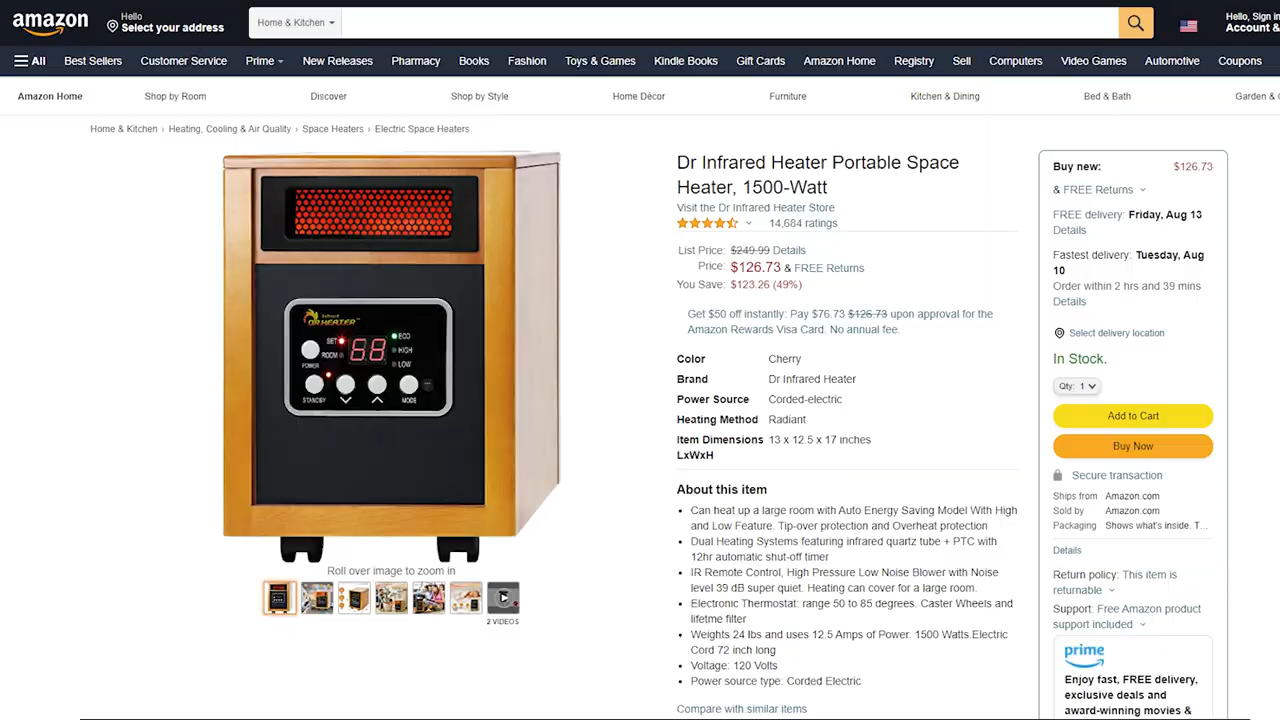 amazon
Hello
Select your address
Home & Kitchen
Hello, Sign in
Account &
All
Best Sellers
Customer Service
Prime
New Releases
Pharmacy
Books
Fashion
Toys & Games
Kindle Books
Gift Cards
Amazon Home
Registry
Sell
Computers
Video Games
Automotive
Coupons
Amazon Home
Shop by Room
Discover
Shop by Style
Home Décor
Furniture
Kitchen & Dining
Bed & Bath
Garden &
Home & Kitchen › Heating, Cooling & Air Quality › Space Heaters › Electric Space Heaters
DR HEATER
SET
ROOM
POWER
88
ECO
HIGH
LOW
STANDBY
MODE
Roll over image to zoom in
2 VIDEOS
Dr Infrared Heater Portable Space
Heater, 1500-Watt
Visit the Dr Infrared Heater Store
14,684 ratings
List Price: $249.99 Details
Price: $126.73 & FREE Returns
You Save: $123.26 (49%)
Get $50 off instantly: Pay $76.73 $126.73 upon approval for the
Amazon Rewards Visa Card. No annual fee.
Color Cherry
Brand Dr Infrared Heater
Power Source Corded-electric
Heating Method Radiant
Item Dimensions 13 x 12.5 x 17 inches
LxWxH
About this item
• Can heat up a large room with Auto Energy Saving Model With High
and Low Feature. Tip-over protection and Overheat protection
• Dual Heating Systems featuring infrared quartz tube + PTC with
12hr automatic shut-off timer
• IR Remote Control, High Pressure Low Noise Blower with Noise
level 39 dB super quiet. Heating can cover for a large room.
• Electronic Thermostat: range 50 to 85 degrees. Caster Wheels and
lifetme filter
• Weights 24 lbs and uses 12.5 Amps of Power. 1500 Watts.Electric
Cord 72 inch long
• Voltage: 120 Volts
• Power source type: Corded Electric
Compare with similar items
Buy new: $126.73
& FREE Returns
FREE delivery: Friday, Aug 13
Details
Fastest delivery: Tuesday, Aug
10
Order within 2 hrs and 39 mins
Details
Select delivery location
In Stock.
Qty: 1
Add to Cart
Buy Now
Secure transaction
Ships from Amazon.com
Sold by Amazon.com
Packaging Shows what's inside. T...
Details
Return policy: This item is
returnable
Support: Free Amazon product
support included
prime
Enjoy fast, FREE delivery,
exclusive deals and
award-winning movies &